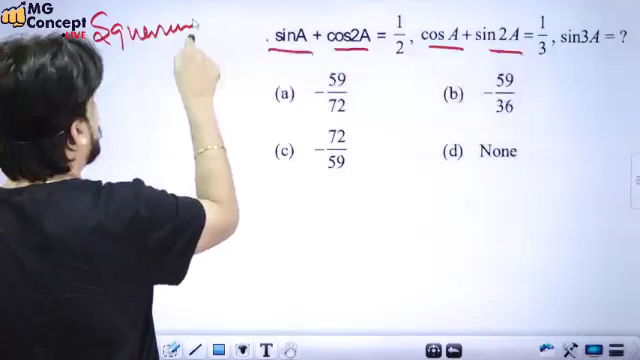 MG
Concept
LIVE
Squarin
. sinA + cos2A = 1/2, cos A + sin 2A = 1/3, sin3A = ?
(a) −59/72 (b) −59/36
(c) −72/59 (d) None
T